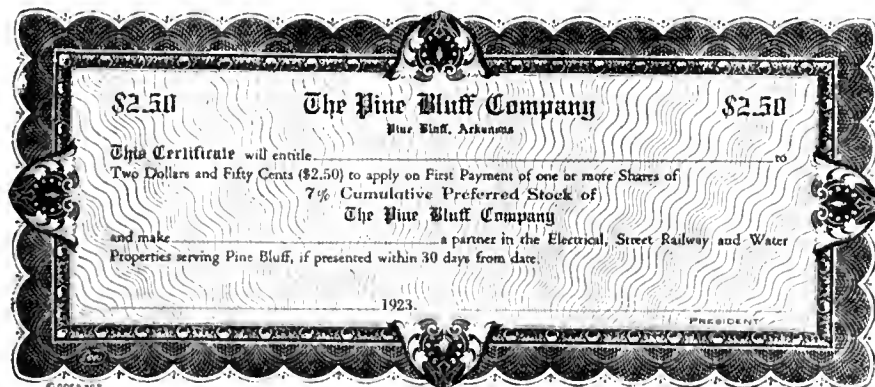 $2.50 The Pine Bluff Company $2.50
Pine Bluff, Arkansas
This Certificate will entitle to
Two Dollars and Fifty Cents ($2.50) to apply on First Payment of one or more Shares of
7% Cumulative Preferred Stock of
The Pine Bluff Company
and make a partner in the Electrical, Street Railway and Water
Properties serving Pine Bluff, if presented within 30 days from date.
1923.
PRESIDENT